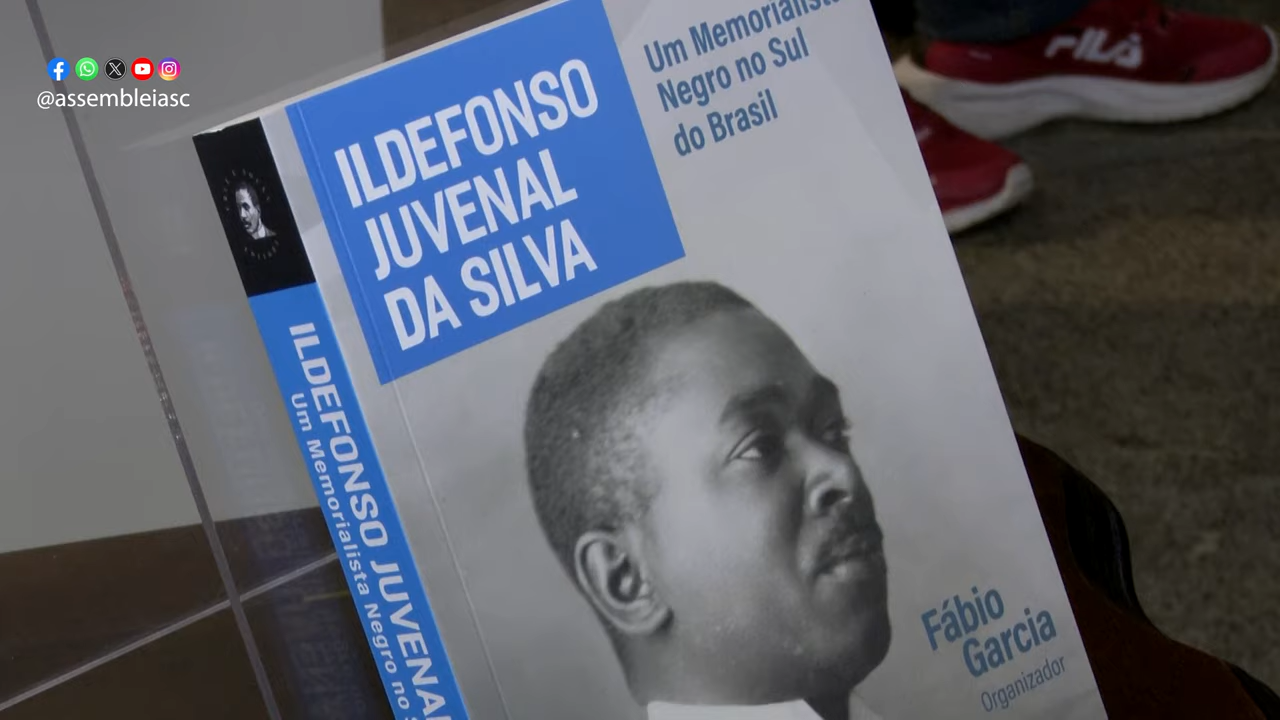 @assembleiasc
ILDEFONSO
JUVENAL
DA SILVA
Um Memorialista
Negro no Sul
do Brasil
FILA
Fábio
Garcia
Organizador
ILDEFONSO JUVENAL
Um Memorialista Negro no S